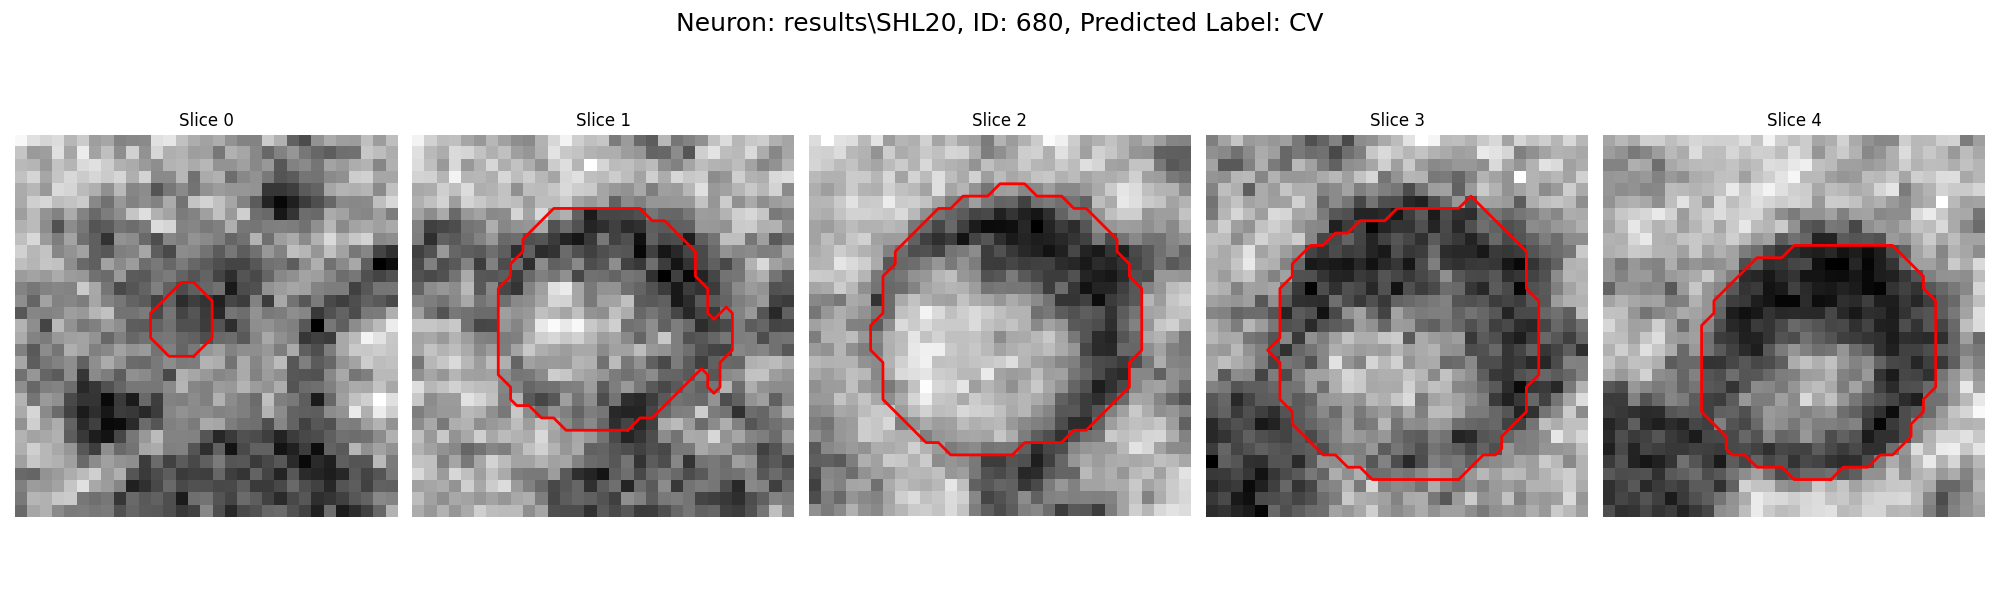 Neuron: results\SHL20, ID: 680, Predicted Label: CV
Slice 0
Slice 1
Slice 2
Slice 3
Slice 4